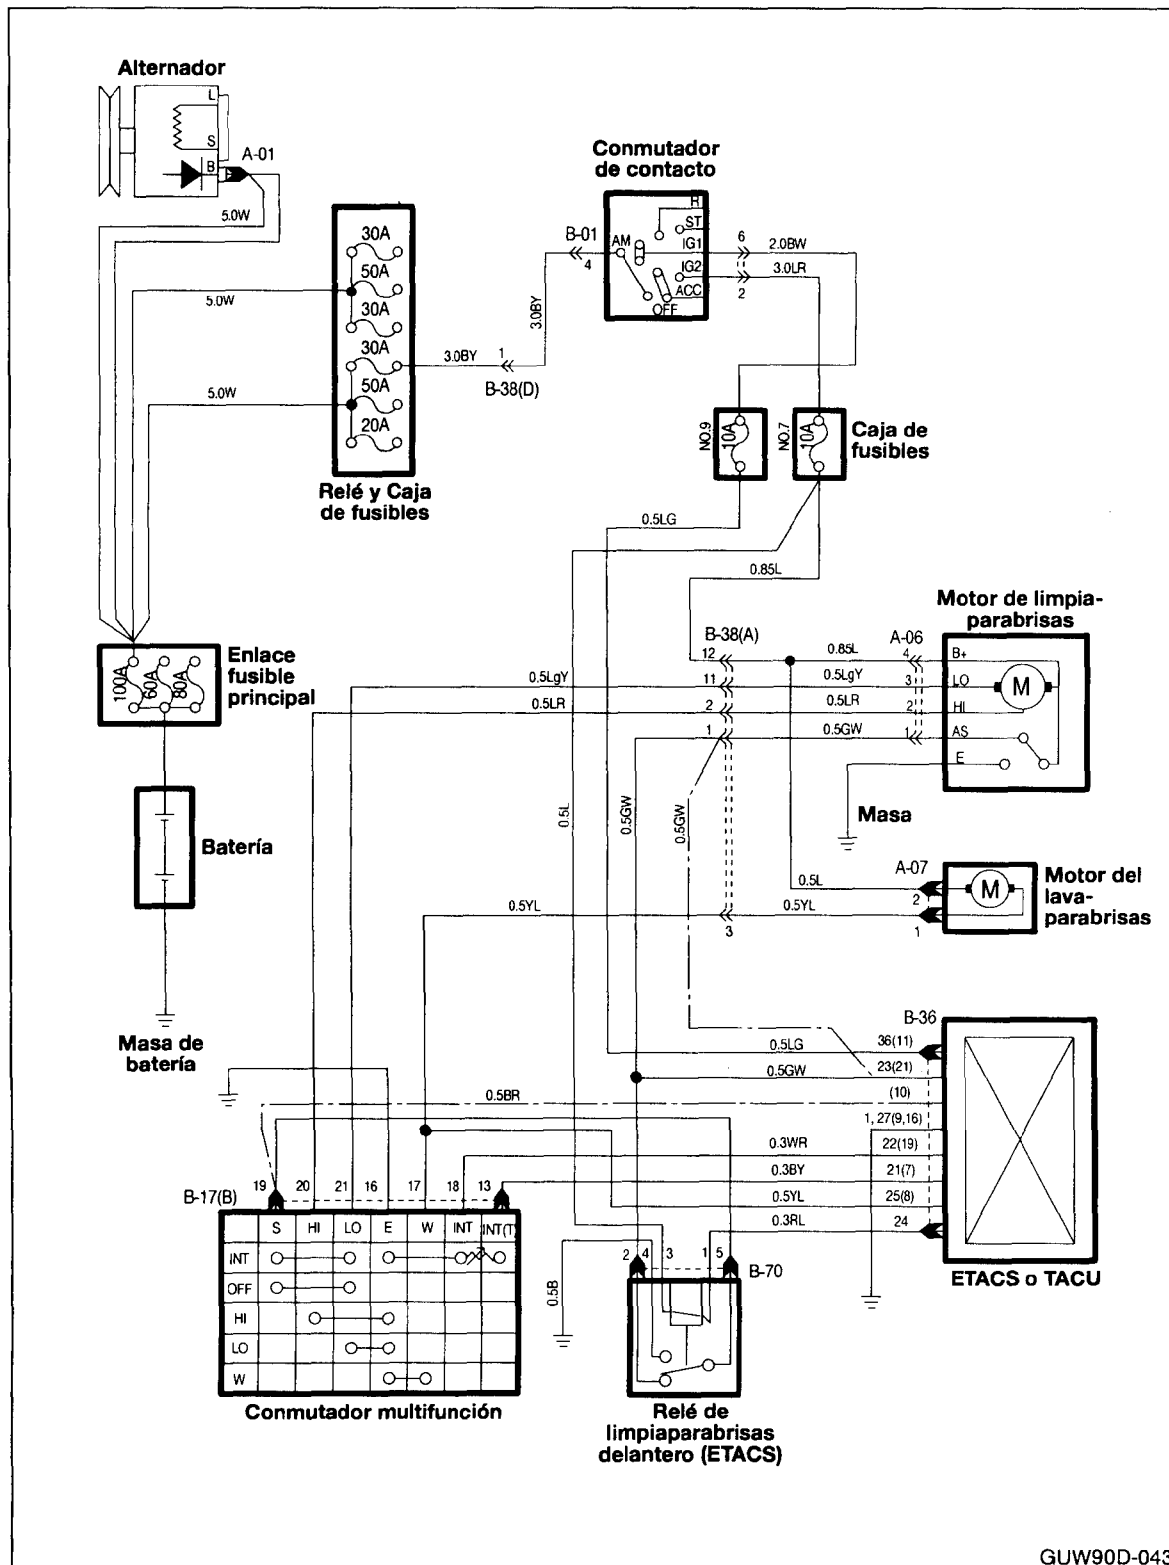 Alternador
L
S
B
A-01
5.0W
5.0W
5.0W
30A
50A
30A
30A
50A
20A
Relé y Caja
de fusibles
3.0BY
1
B-38(D)
3.0BY
B-01
4
Conmutador
de contacto
AM
R
ST
IG1
IG2
ACC
OFF
6
2.0BW
3.0LR
2
NO.9
10A
NO.7
10A
Caja de
fusibles
0.5LG
0.85L
Enlace
fusible
principal
100A
60A
80A
Batería
Masa de
batería
Motor de limpia-
parabrisas
B-38(A)
A-06
12
0.85L
4
B+
0.5LgY
11
0.5LgY
3
LO
0.5LR
2
0.5LR
2
HI
1
0.5GW
1
AS
E
M
Masa
0.5L
0.5GW
0.5GW
A-07
0.5L
2
M
Motor del
lava-
parabrisas
0.5YL
3
0.5YL
1
B-36
0.5LG
36(11)
0.5GW
23(21)
0.5BR
(10)
1, 27(9,16)
0.3WR
22(19)
0.3BY
21(7)
0.5YL
25(8)
0.3RL
24
ETACS o TACU
B-17(B)
19
20
21
16
17
18
13
S
HI
LO
E
W
INT
INT(T)
INT
OFF
HI
LO
W
Conmutador multifunción
0.5B
2
4
3
1
5
B-70
Relé de
limpiaparabrisas
delantero (ETACS)
GUW90D-043